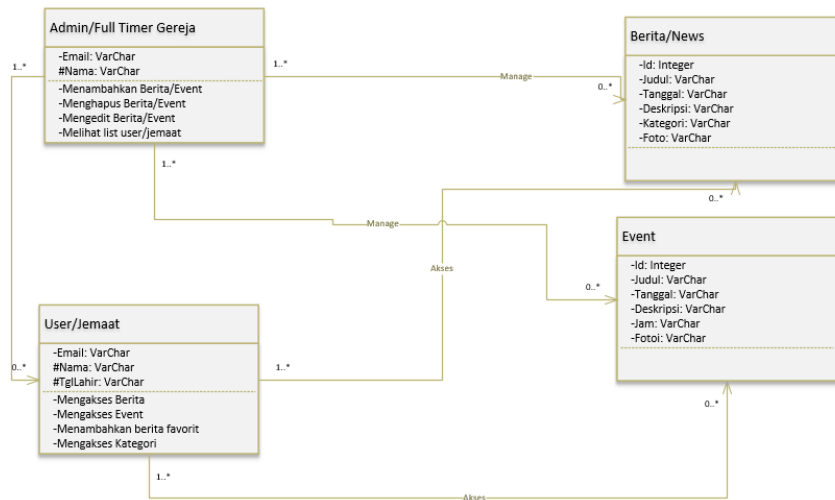 Admin/Full Timer Gereja
-Email: VarChar
#Nama: VarChar
-Menambahkan Berita/Event
-Menghapus Berita/Event
-Mengedit Berita/Event
-Melihat list user/jemaat
1..*
1..*
1..*
Manage
0..*
Berita/News
-Id: Integer
-Judul: VarChar
-Tanggal: VarChar
-Deskripsi: VarChar
-Kategori: VarChar
-Foto: VarChar
0..*
Manage
Akses
0..*
Event
-Id: Integer
-Judul: VarChar
-Tanggal: VarChar
-Deskripsi: VarChar
-Jam: VarChar
-Fotoi: VarChar
0..*
User/Jemaat
-Email: VarChar
#Nama: VarChar
#TglLahir: VarChar
-Mengakses Berita
-Mengakses Event
-Menambahkan berita favorit
-Mengakses Kategori
0..*
1..*
1..*
Akses